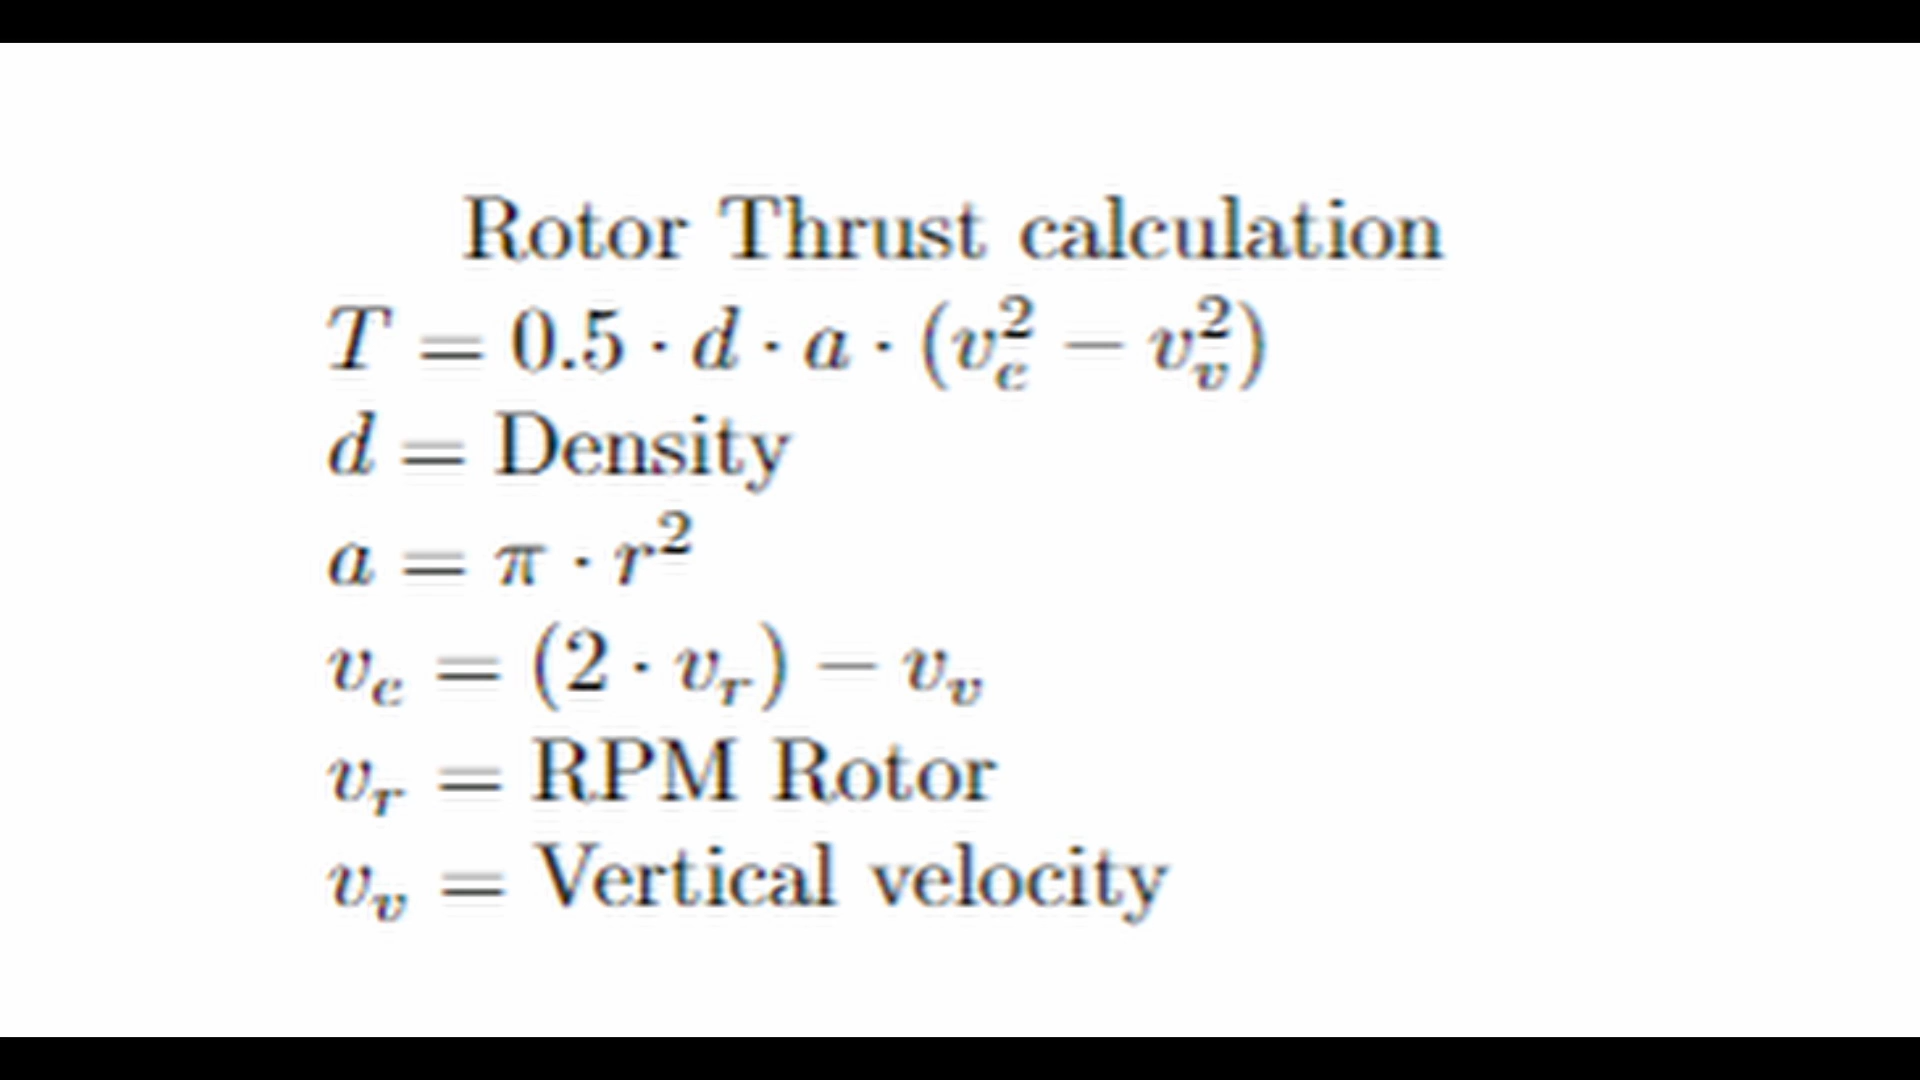 Rotor Thrust calculation
T = 0.5 · d · a · (v_c^2 − v_v^2)
d = Density
a = π · r^2
v_c = (2 · v_r) − v_v
v_r = RPM Rotor
v_v = Vertical velocity